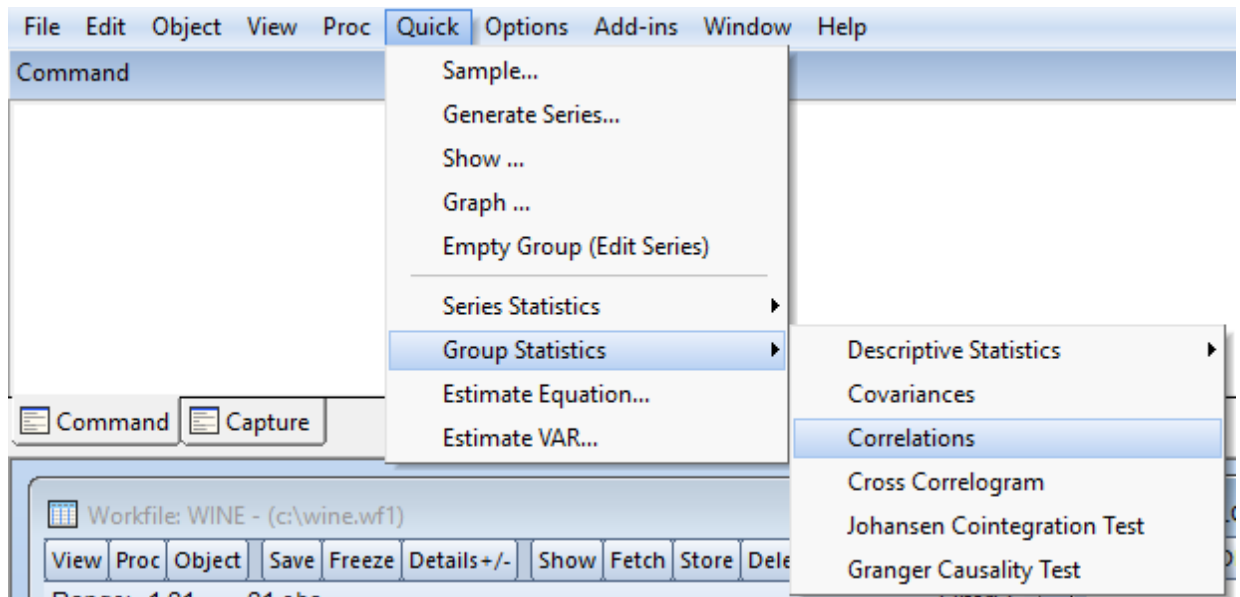 File Edit Object View Proc Quick Options Add-ins Window Help
Command
Sample...
Generate Series...
Show ...
Graph ...
Empty Group (Edit Series)
Series Statistics
Group Statistics
Estimate Equation...
Estimate VAR...
Descriptive Statistics
Covariances
Correlations
Cross Correlogram
Johansen Cointegration Test
Granger Causality Test
Command Capture
Workfile: WINE - (c:\wine.wf1)
View Proc Object Save Freeze Details+/- Show Fetch Store Dele